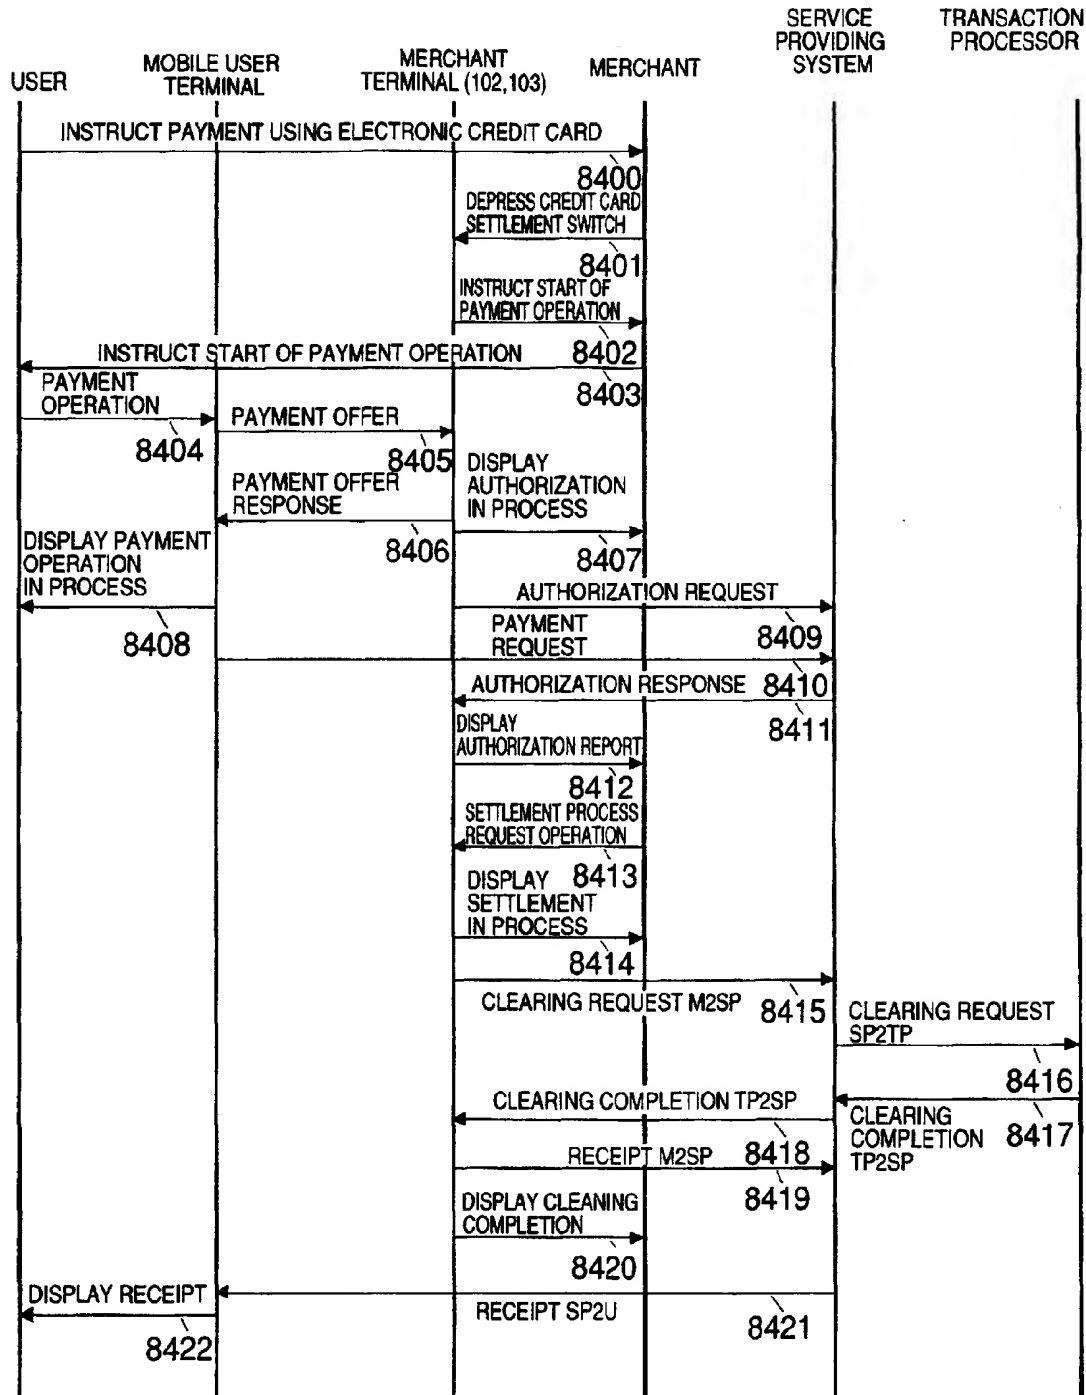 SERVICE
PROVIDING
SYSTEM
TRANSACTION
PROCESSOR
USER
MOBILE USER
TERMINAL
MERCHANT
TERMINAL (102,103)
MERCHANT
INSTRUCT PAYMENT USING ELECTRONIC CREDIT CARD
8400
DEPRESS CREDIT CARD
SETTLEMENT SWITCH
8401
INSTRUCT START OF
PAYMENT OPERATION
8402
INSTRUCT START OF PAYMENT OPERATION
8403
PAYMENT
OPERATION
8404
PAYMENT OFFER
8405
PAYMENT OFFER
RESPONSE
8406
DISPLAY
AUTHORIZATION
IN PROCESS
8407
DISPLAY PAYMENT
OPERATION
IN PROCESS
8408
AUTHORIZATION REQUEST
8409
PAYMENT
REQUEST
8410
AUTHORIZATION RESPONSE
8411
DISPLAY
AUTHORIZATION REPORT
8412
SETTLEMENT PROCESS
REQUEST OPERATION
8413
DISPLAY
SETTLEMENT
IN PROCESS
8414
CLEARING REQUEST M2SP
8415
CLEARING REQUEST
SP2TP
8416
CLEARING
COMPLETION
TP2SP
8417
CLEARING COMPLETION TP2SP
8418
RECEIPT M2SP
8419
DISPLAY CLEANING
COMPLETION
8420
RECEIPT SP2U
8421
DISPLAY RECEIPT
8422